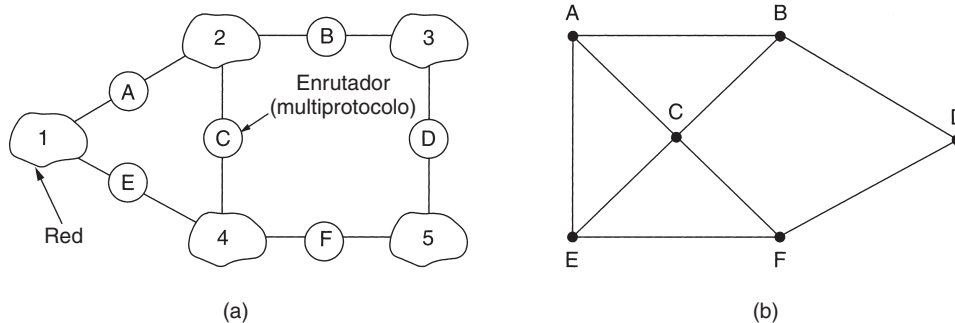 A B
2 B 3
Enrutador
(multiprotocolo)
A
C
C D
1
D
E
Red
4 F 5
E F
(a) (b)